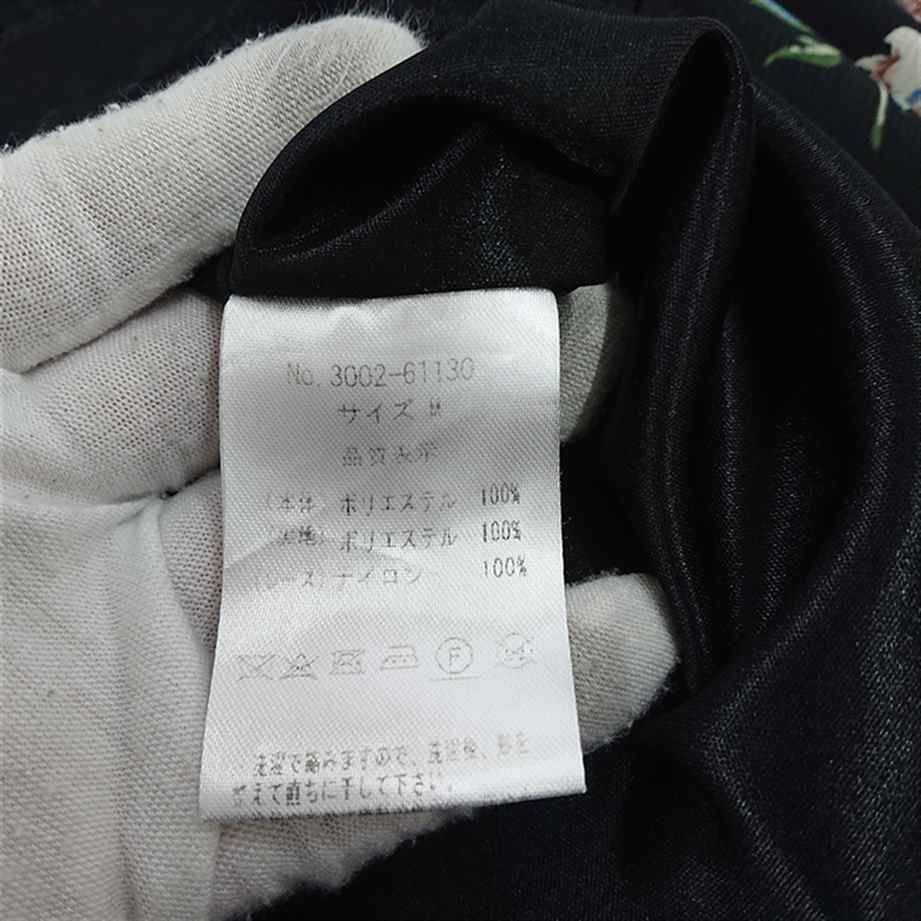 No. 3002-61130
サイズ M
品質表示
(本体) ポリエステル 100%
(裏地) ポリエステル 100%
(レース) ナイロン 100%
F
洗濯で縮みますので、洗濯後、形を
整えて直ちに干して下さい。